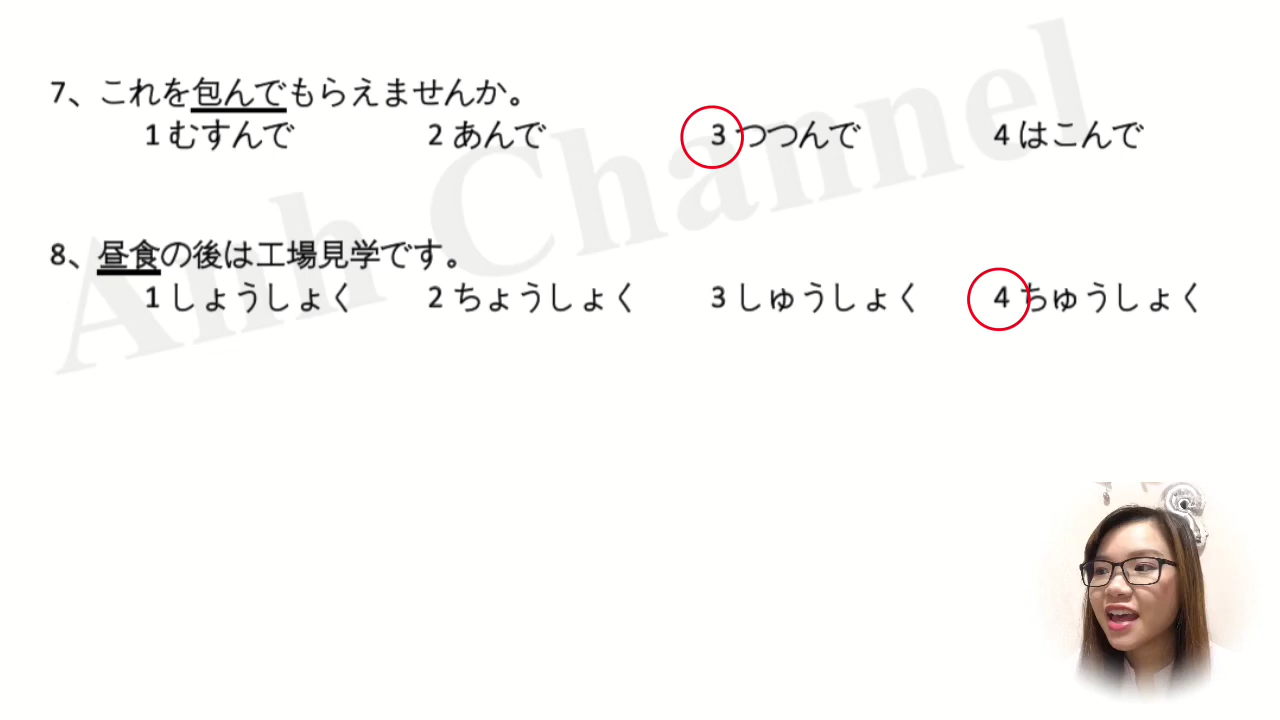 7、これを包んでもらえませんか。
1 むすんで 2 あんで 3 つつんで 4 はこんで
8、昼食の後は工場見学です。
1 しょうしょく 2 ちょうしょく 3 しゅうしょく 4 ちゅうしょく
Anh Channel